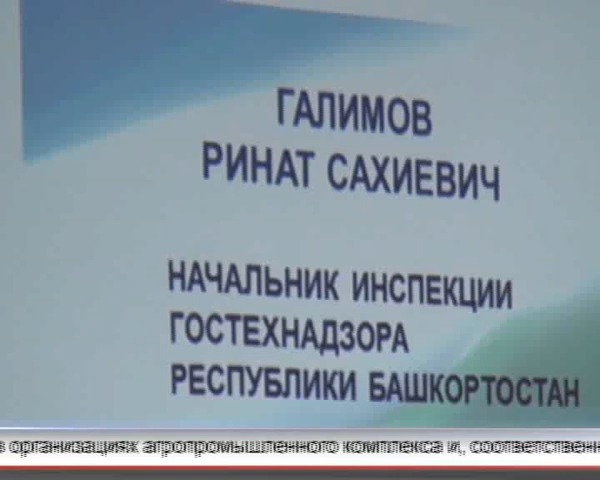 ГАЛИМОВ
РИНАТ САХИЕВИЧ
НАЧАЛЬНИК ИНСПЕКЦИИ
ГОСТЕХНАДЗОРА
РЕСПУБЛИКИ БАШКОРТОСТАН
в организациях агропромышленного комплекса и, соответственн